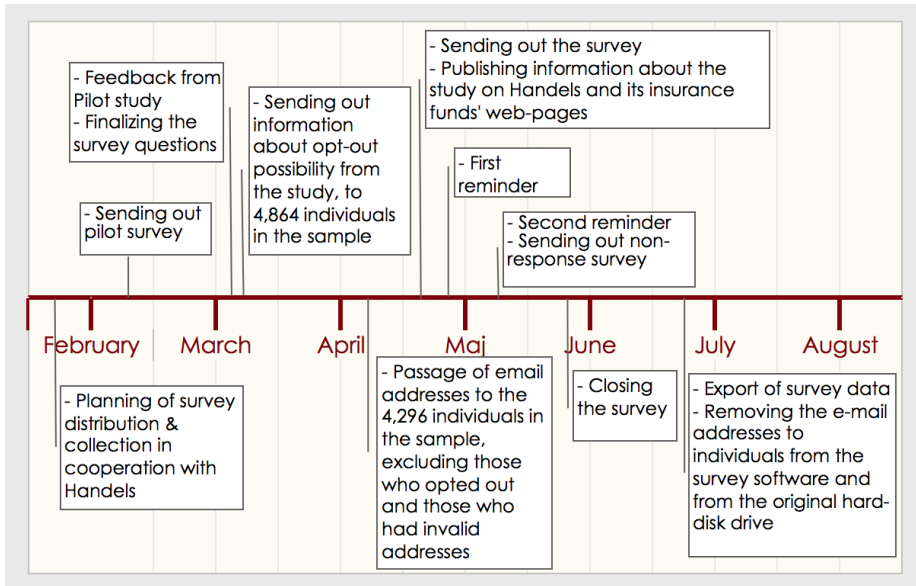 - Feedback from
Pilot study
- Finalizing the
survey questions
- Sending out
pilot survey
- Sending out
information
about opt-out
possibility from
the study, to
4,864 individuals
in the sample
- Sending out the survey
- Publishing information about the
study on Handels and its insurance
funds' web-pages
- First
reminder
- Second reminder
- Sending out non-
response survey
February
March
April
Maj
June
July
August
- Planning of survey
distribution &
collection in
cooperation with
Handels
- Passage of email
addresses to the
4,296 individuals in
the sample,
excluding those
who opted out
and those who
had invalid
addresses
- Closing
the survey
- Export of survey data
- Removing the e-mail
addresses to
individuals from the
survey software and
from the original hard-
disk drive